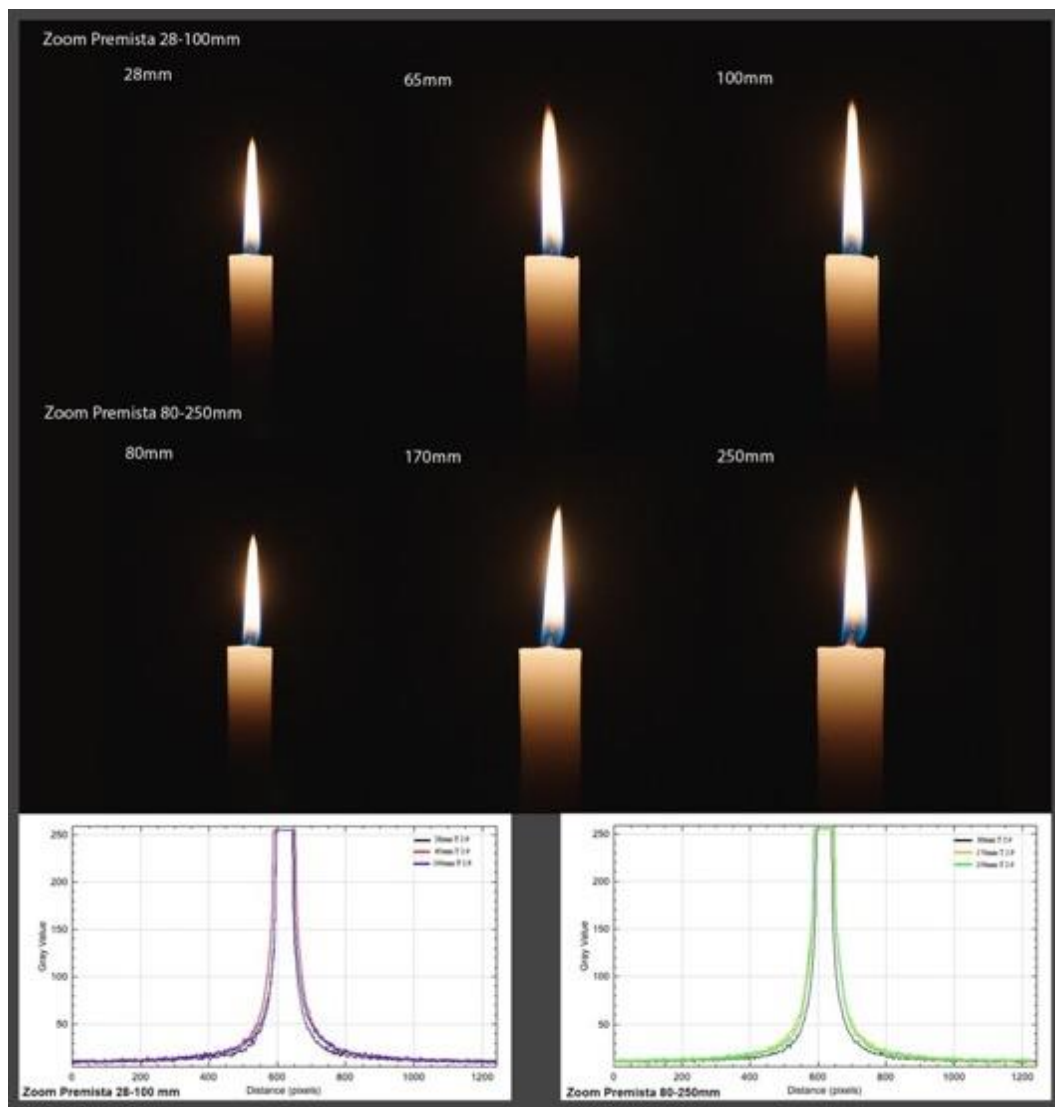 Zoom Premista 28-100mm
28mm
65mm
100mm
Zoom Premista 80-250mm
80mm
170mm
250mm
250
200
150
100
50
Gray Value
0
200
400
600
800
1000
1200
Distance (pixels)
Zoom Premista 28-100 mm
250
200
150
100
50
Gray Value
0
200
400
600
800
1000
1200
Distance (pixels)
Zoom Premista 80-250mm